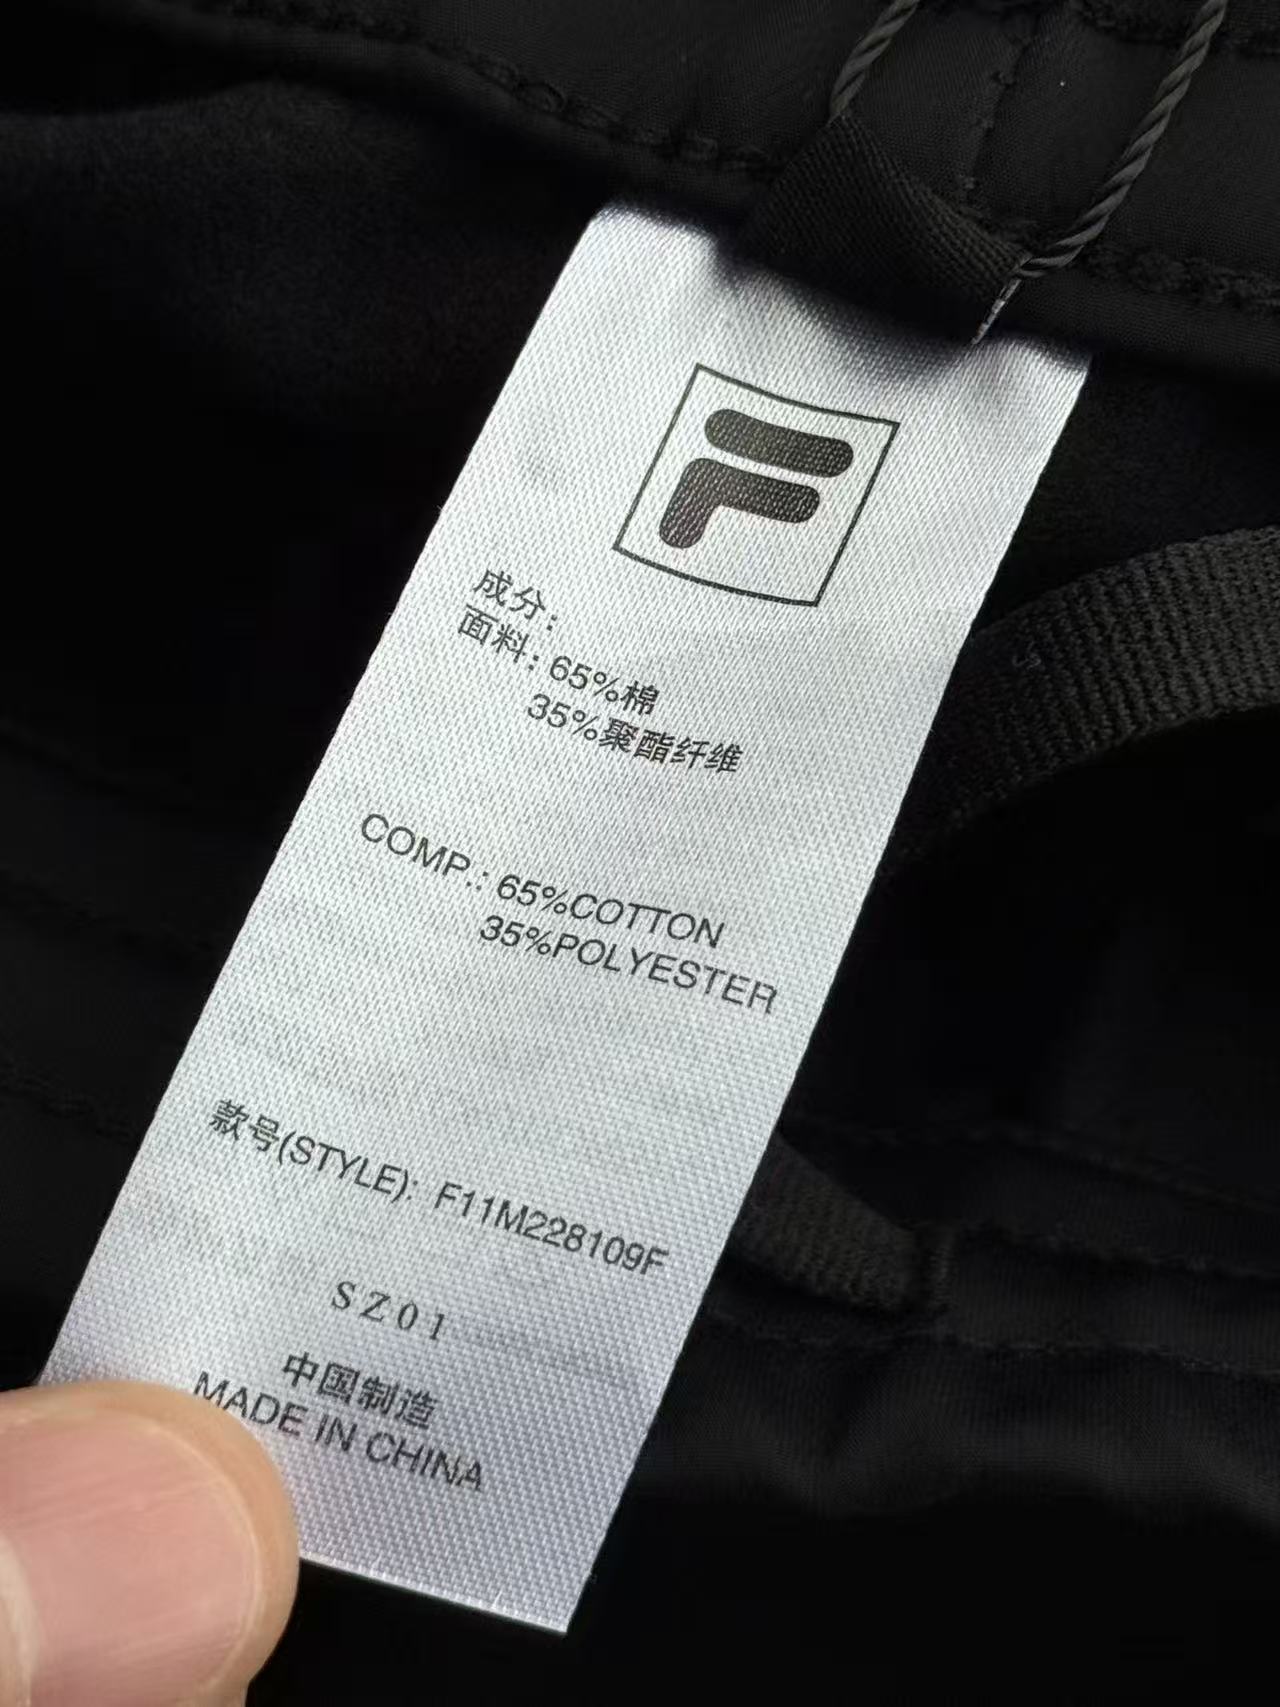 F
成分:
面料: 65%棉
35%聚酯纤维
COMP.: 65%COTTON
35%POLYESTER
款号(STYLE): F11M228109F
SZ01
中国制造
MADE IN CHINA